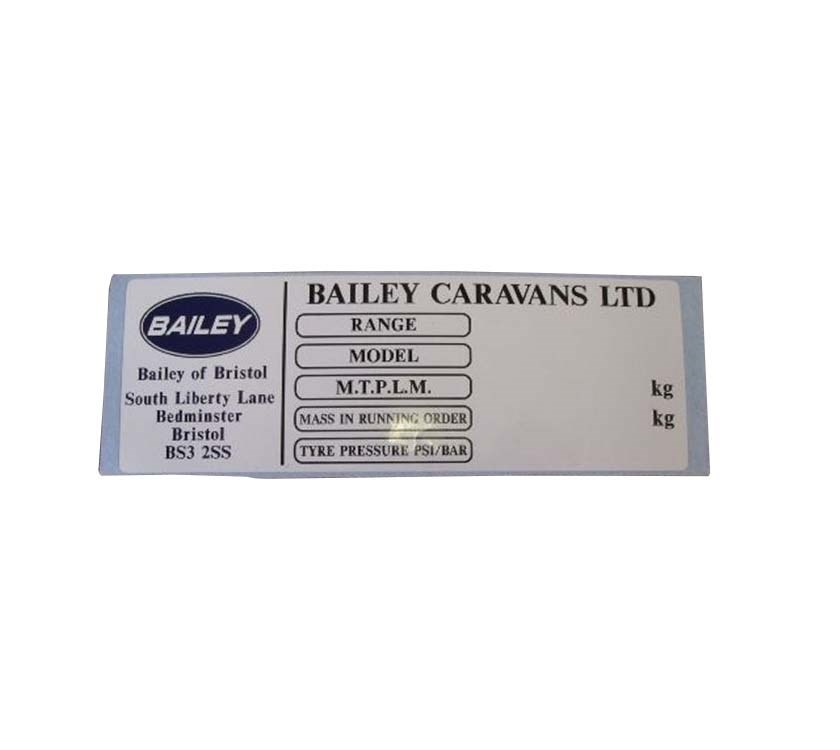 BAILEY
Bailey of Bristol
South Liberty Lane
Bedminster
Bristol
BS3 2SS
BAILEY CARAVANS LTD
RANGE
MODEL
M.T.P.L.M. kg
MASS IN RUNNING ORDER kg
TYRE PRESSURE PSI/BAR